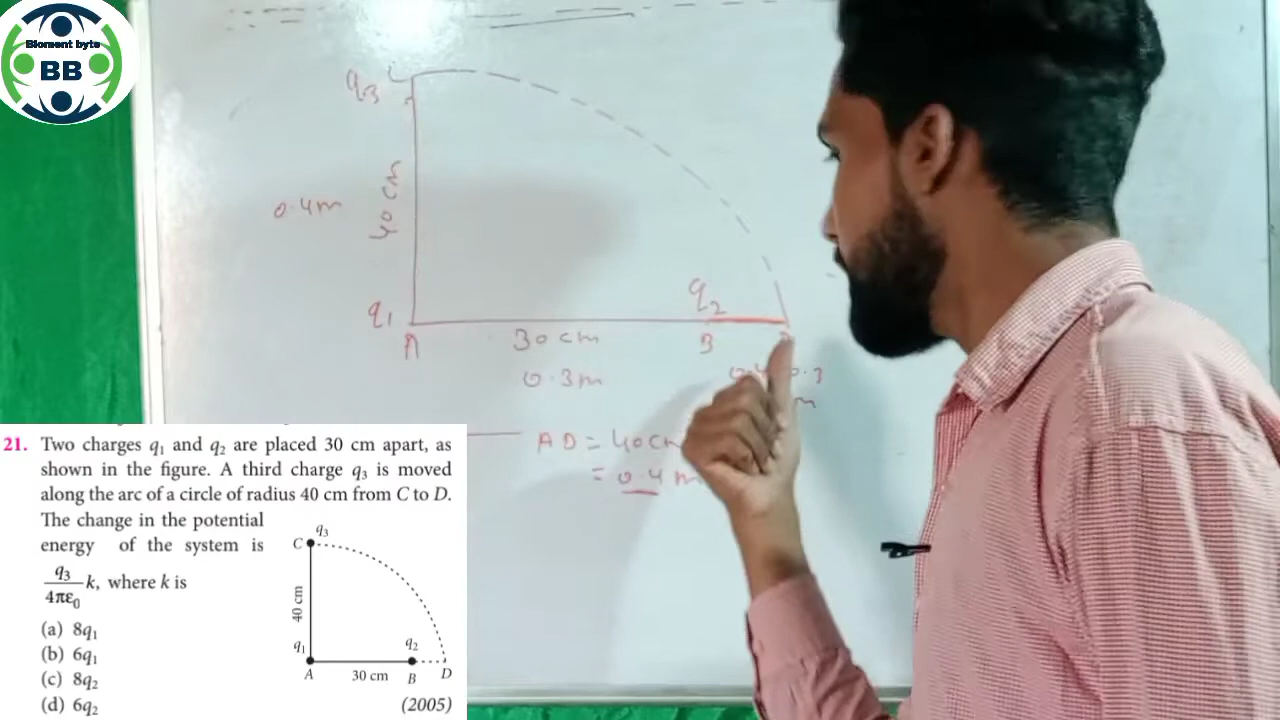 Bioment byte
BB
q3 C
0.4m
40 cm
q1
q2
A
30 cm
B
0.3m
AD = 40cm
= 0.4 m
21. Two charges q1 and q2 are placed 30 cm apart, as
shown in the figure. A third charge q3 is moved
along the arc of a circle of radius 40 cm from C to D.
The change in the potential
energy of the system is
q3/4πε0 k, where k is
(a) 8q1
(b) 6q1
(c) 8q2
(d) 6q2
(2005)
C
q3
40 cm
q1
q2
A
30 cm
B
D